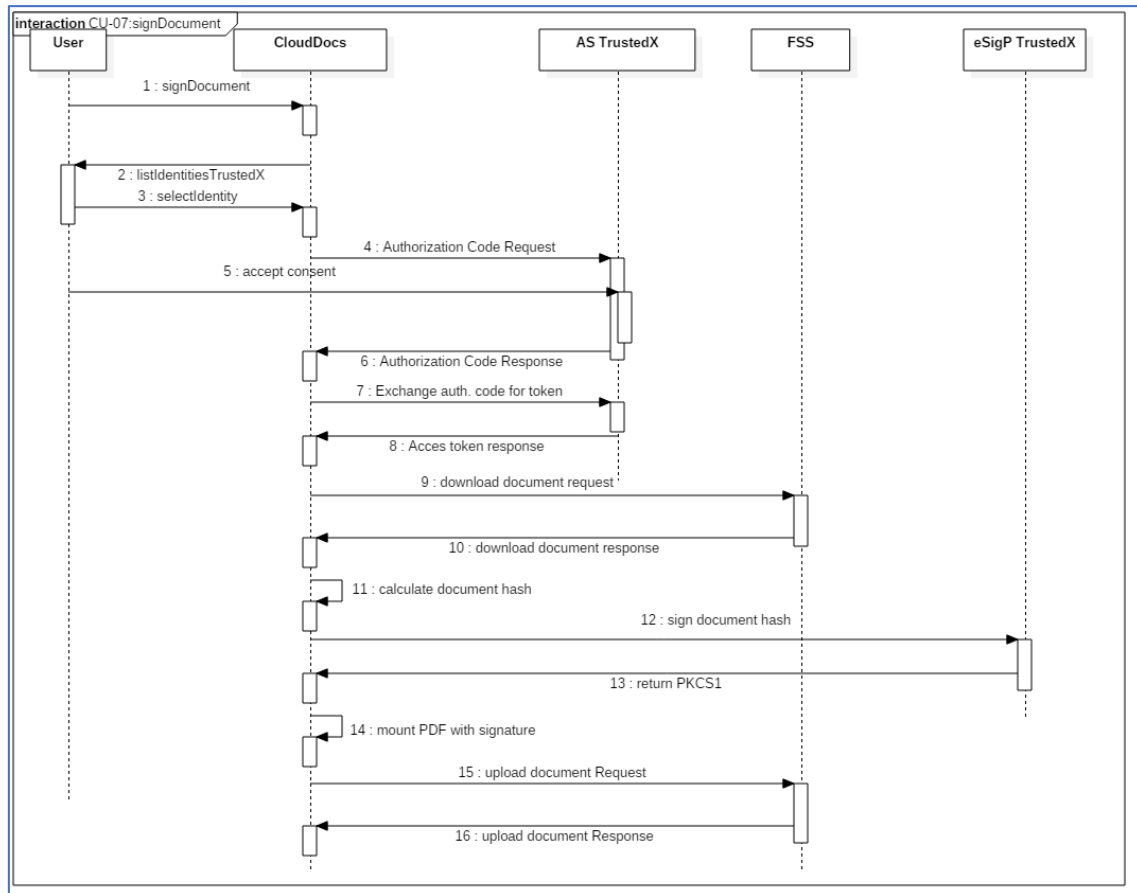 interaction CU-07:signDocument
User
CloudDocs
AS TrustedX
FSS
eSigP TrustedX
1 : signDocument
2 : listIdentitiesTrustedX
3 : selectIdentity
4 : Authorization Code Request
5 : accept consent
6 : Authorization Code Response
7 : Exchange auth. code for token
8 : Acces token response
9 : download document request
10 : download document response
11 : calculate document hash
12 : sign document hash
13 : return PKCS1
14 : mount PDF with signature
15 : upload document Request
16 : upload document Response